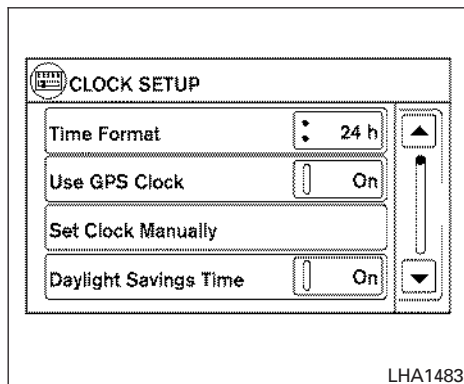 CLOCK SETUP
Time Format 24 h
Use GPS Clock On
Set Clock Manually
Daylight Savings Time On
LHA1483